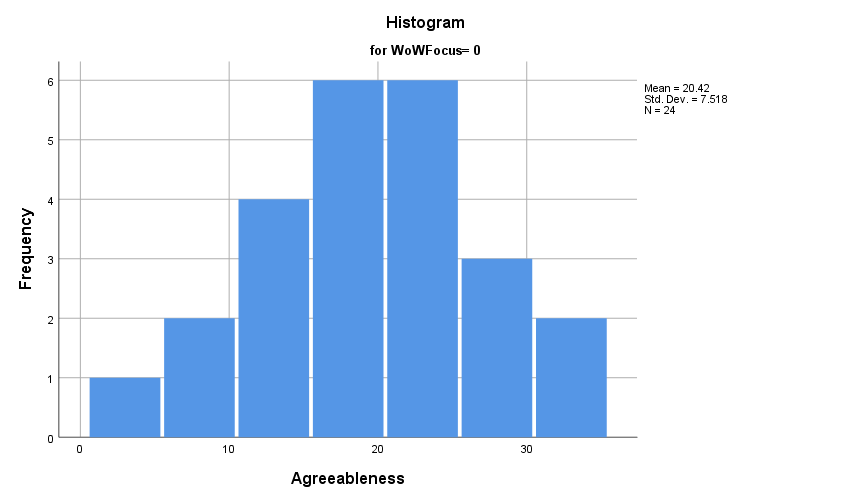 Histogram
for WoWFocus= 0
Mean = 20.42
Std. Dev. = 7.518
N = 24
Frequency
6
5
4
3
2
1
0
0 10 20 30
Agreeableness